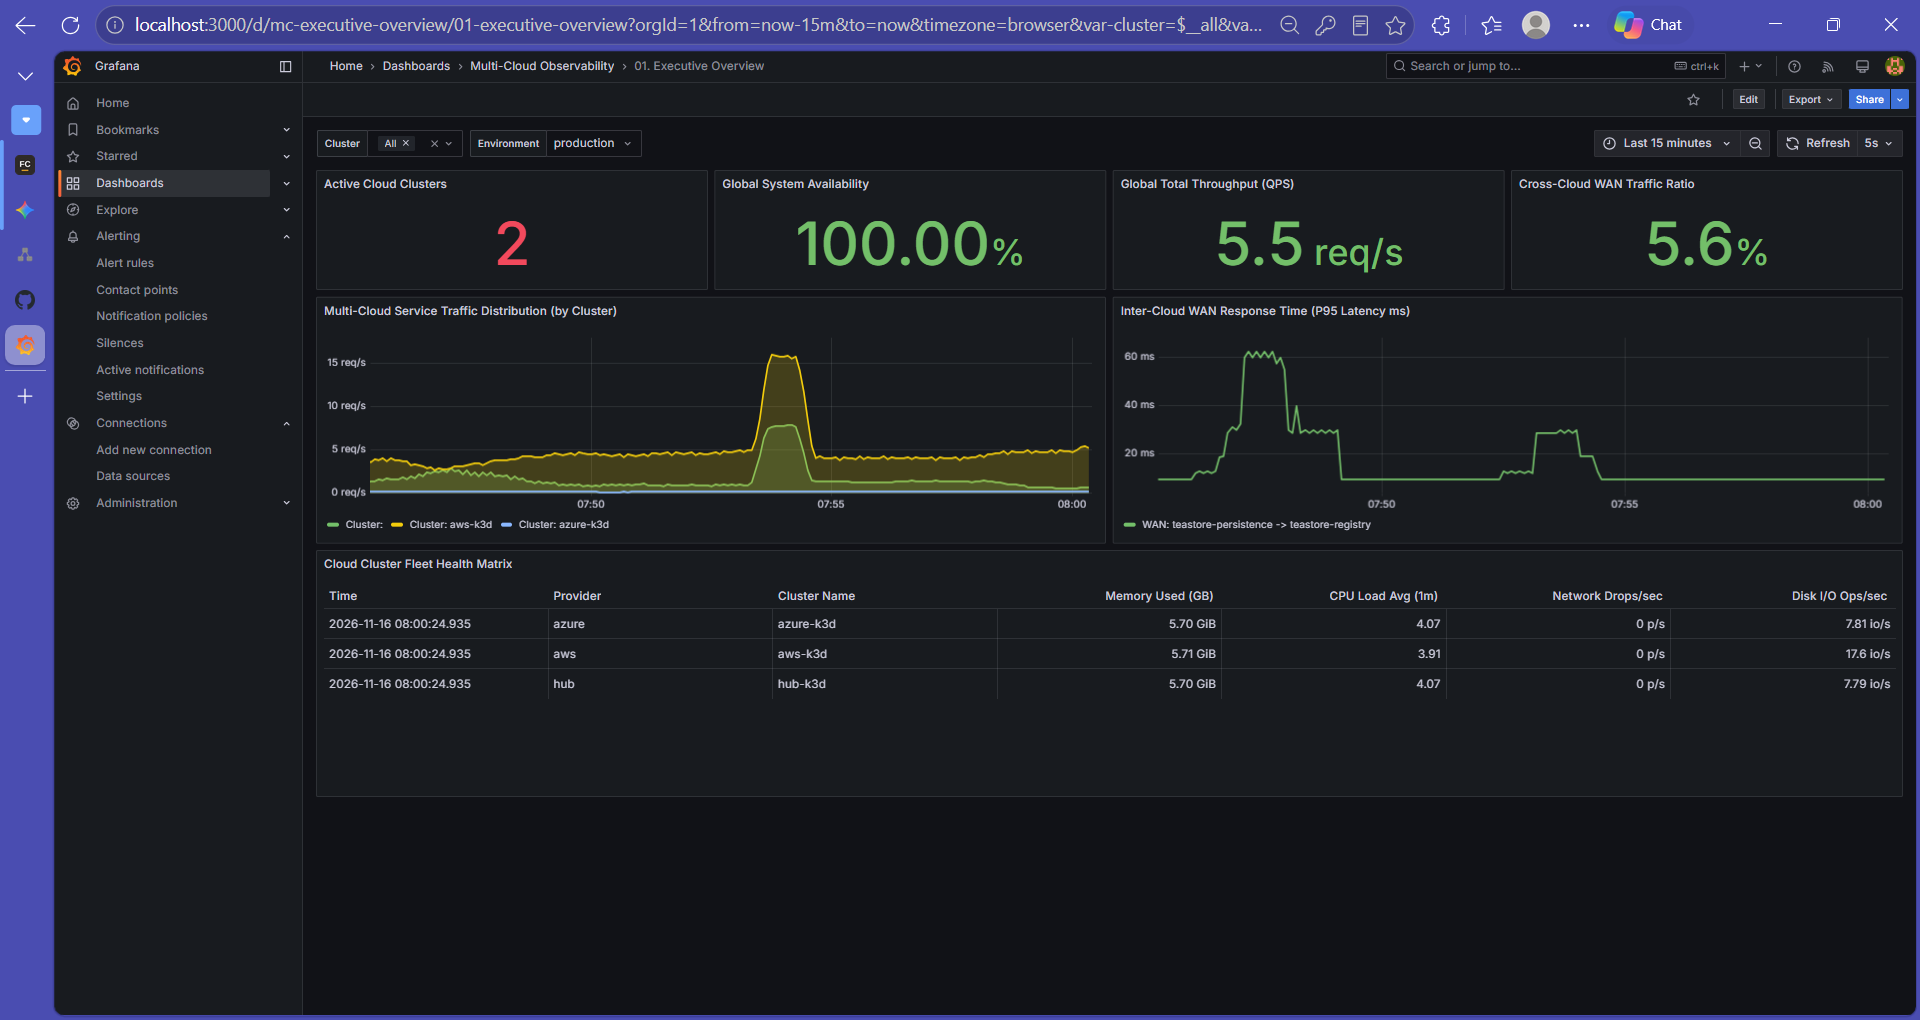 localhost:3000/d/mc-executive-overview/01-executive-overview?orgId=1&from=now-15m&to=now&timezone=browser&var-cluster=$__all&va...
Chat
Grafana
Home › Dashboards › Multi-Cloud Observability › 01. Executive Overview
Search or jump to...
ctrl+k
FC
Home
Bookmarks
Starred
Dashboards
Explore
Alerting
Alert rules
Contact points
Notification policies
Silences
Active notifications
Settings
Connections
Add new connection
Data sources
Administration
Edit
Export
Share
Cluster
All
Environment
production
Last 15 minutes
Refresh
5s
Active Cloud Clusters
2
Global System Availability
100.00%
Global Total Throughput (QPS)
5.5 req/s
Cross-Cloud WAN Traffic Ratio
5.6%
Multi-Cloud Service Traffic Distribution (by Cluster)
15 req/s
10 req/s
5 req/s
0 req/s
07:50
07:55
08:00
Cluster:
Cluster: aws-k3d
Cluster: azure-k3d
Inter-Cloud WAN Response Time (P95 Latency ms)
60 ms
40 ms
20 ms
07:50
07:55
08:00
WAN: teastore-persistence -> teastore-registry
Cloud Cluster Fleet Health Matrix
Time Provider Cluster Name Memory Used (GB) CPU Load Avg (1m) Network Drops/sec Disk I/O Ops/sec
2026-11-16 08:00:24.935 azure azure-k3d 5.70 GiB 4.07 0 p/s 7.81 io/s
2026-11-16 08:00:24.935 aws aws-k3d 5.71 GiB 3.91 0 p/s 17.6 io/s
2026-11-16 08:00:24.935 hub hub-k3d 5.70 GiB 4.07 0 p/s 7.79 io/s